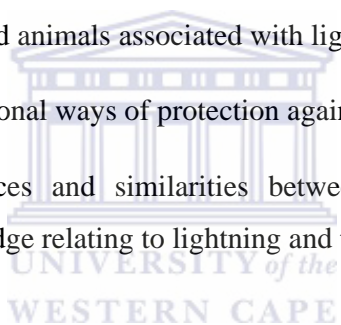 d animals associated with lig
onal ways of protection again
ces and similarities betwe
dge relating to lightning and
UNIVERSITY of the
WESTERN CAPE